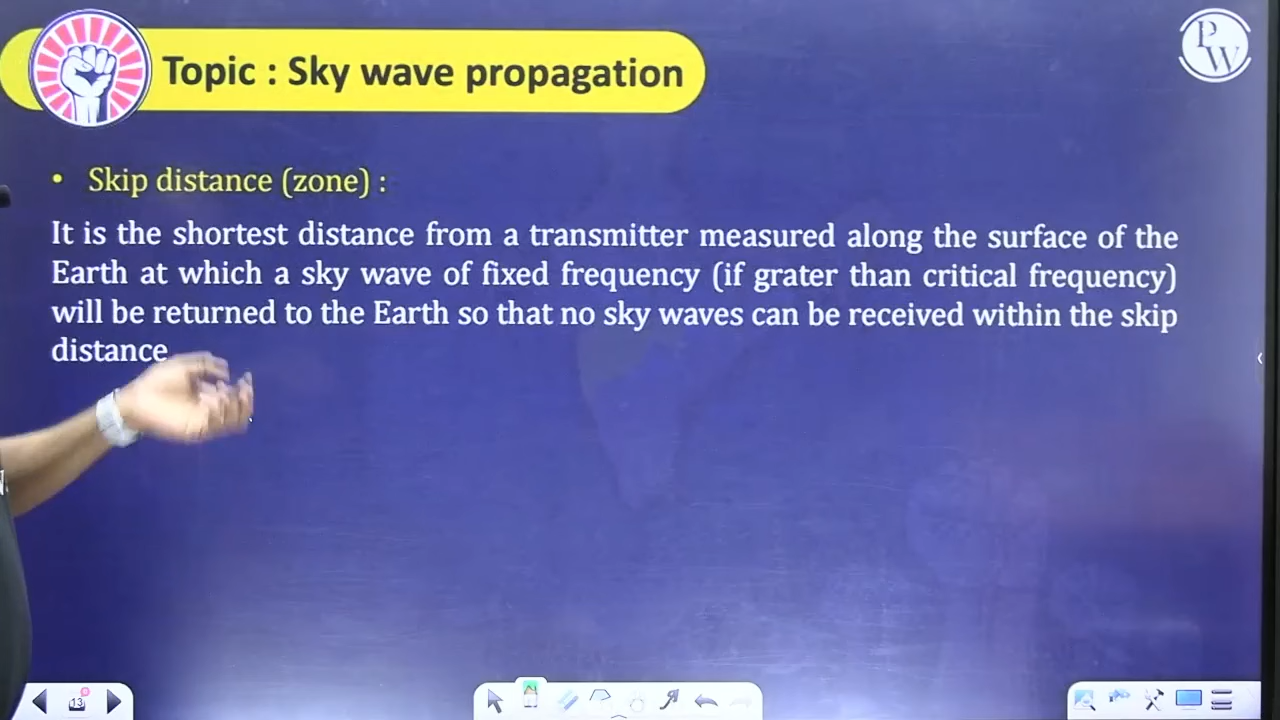 Topic : Sky wave propagation
PW
• Skip distance (zone) :
It is the shortest distance from a transmitter measured along the surface of the
Earth at which a sky wave of fixed frequency (if grater than critical frequency)
will be returned to the Earth so that no sky waves can be received within the skip
distance
13